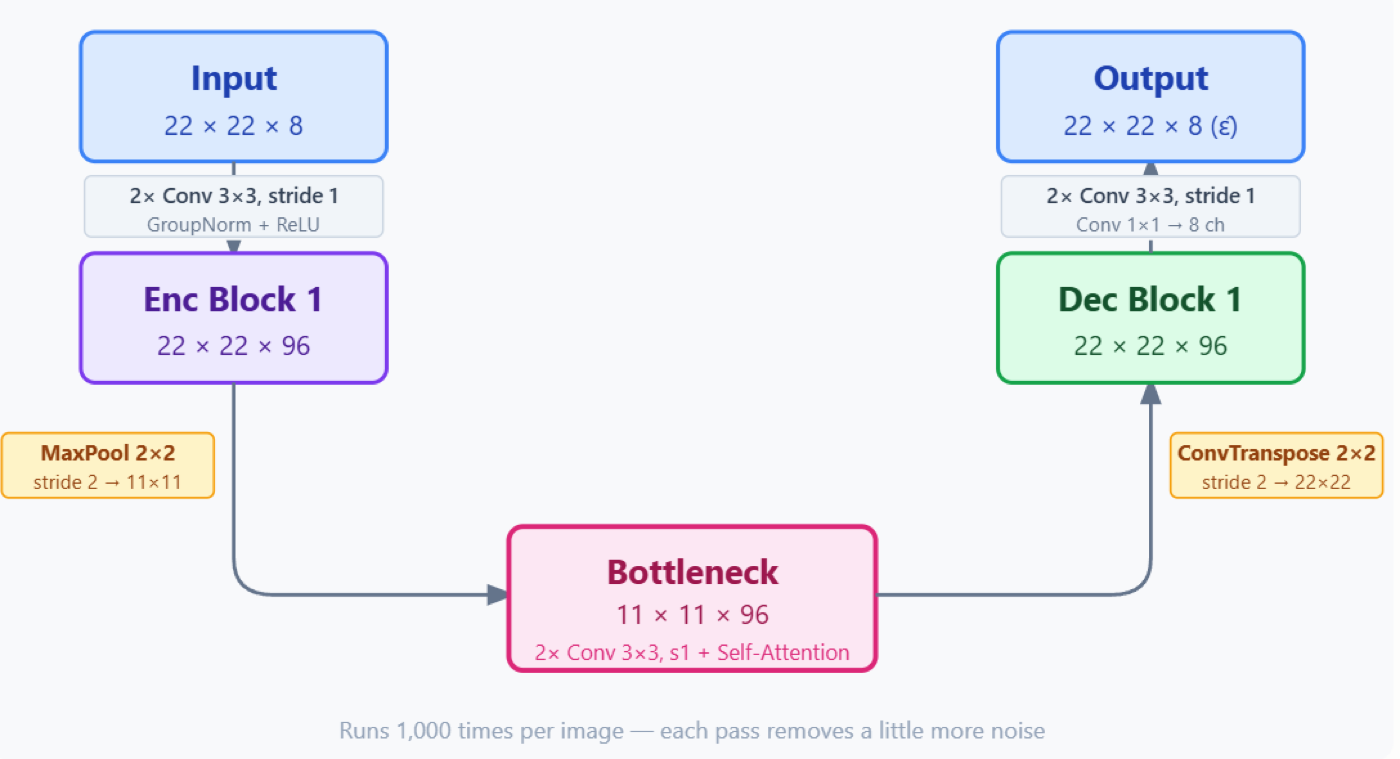 Input
22 × 22 × 8
2× Conv 3×3, stride 1
GroupNorm + ReLU
Enc Block 1
22 × 22 × 96
MaxPool 2×2
stride 2 → 11×11
Bottleneck
11 × 11 × 96
2× Conv 3×3, s1 + Self-Attention
ConvTranspose 2×2
stride 2 → 22×22
Dec Block 1
22 × 22 × 96
2× Conv 3×3, stride 1
Conv 1×1 → 8 ch
Output
22 × 22 × 8 (ε̂)
Runs 1,000 times per image — each pass removes a little more noise